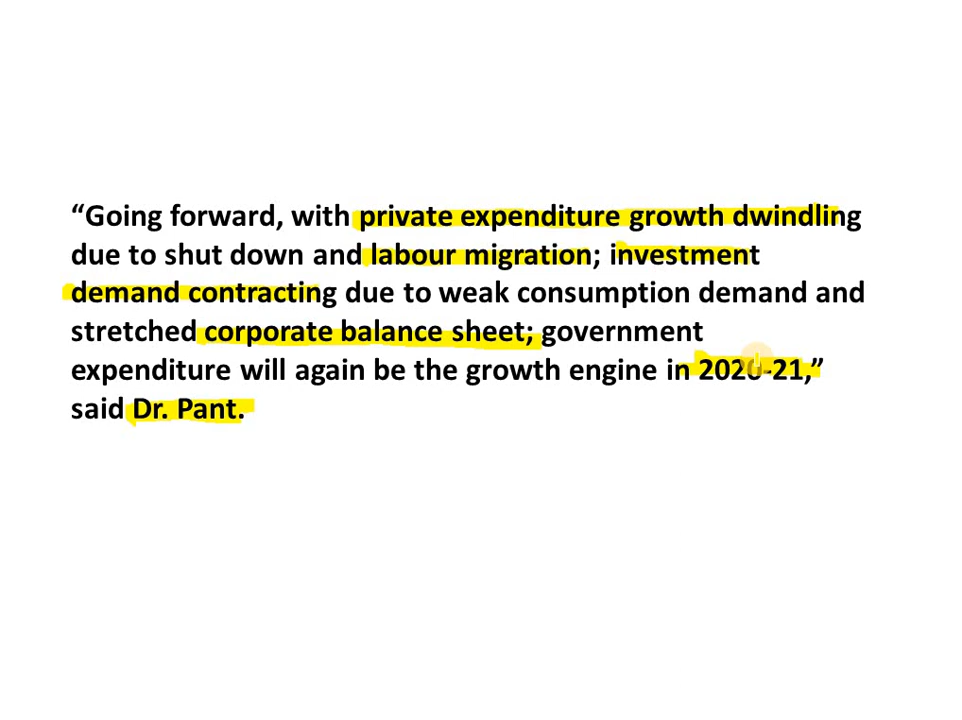 “Going forward, with private expenditure growth dwindling
due to shut down and labour migration; investment
demand contracting due to weak consumption demand and
stretched corporate balance sheet; government
expenditure will again be the growth engine in 2020-21,”
said Dr. Pant.